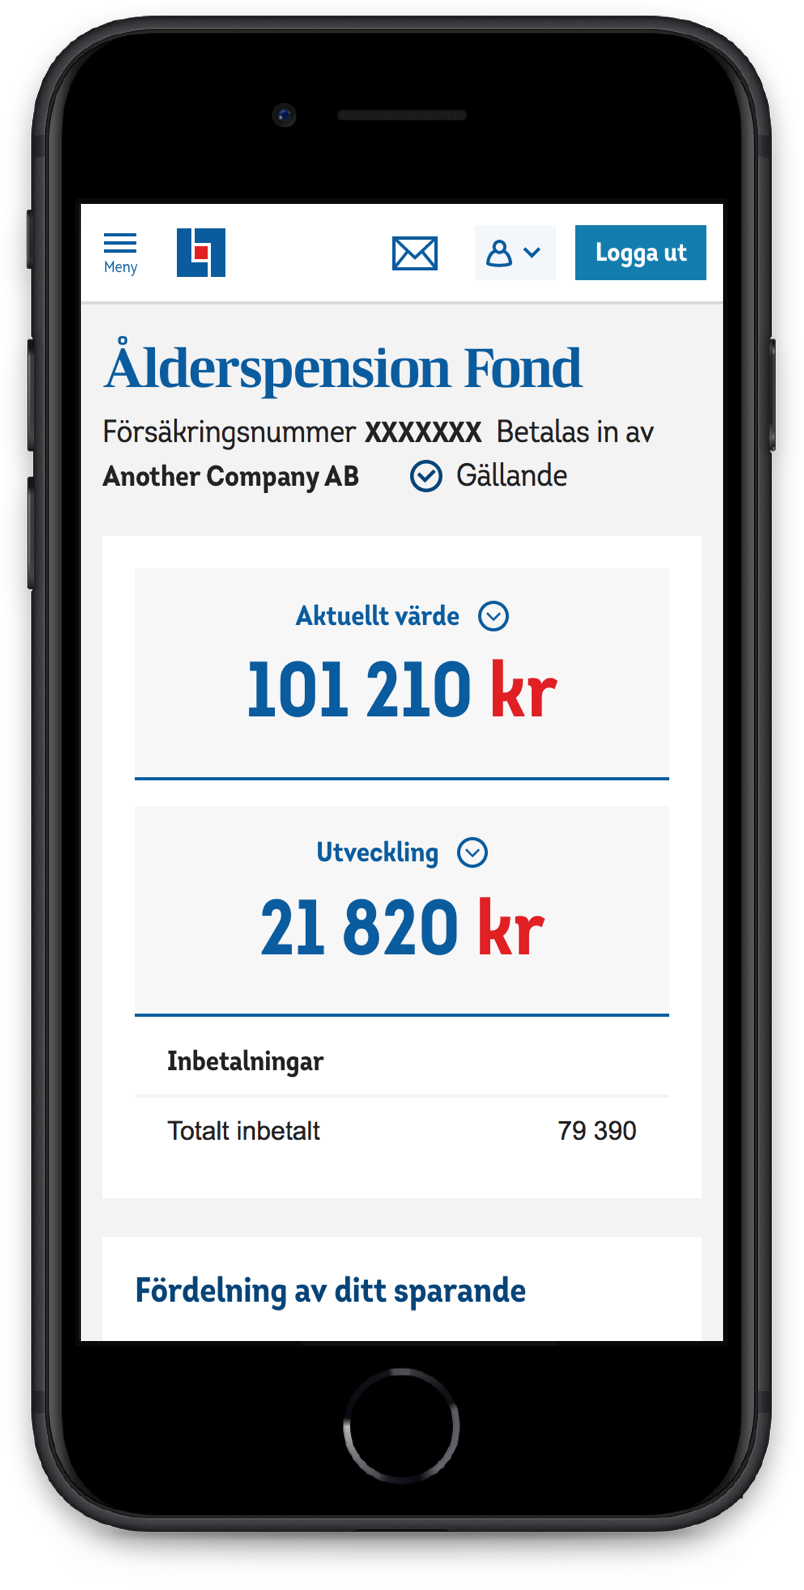 Meny
Logga ut
Ålderspension Fond
Försäkringsnummer XXXXXXX Betalas in av
Another Company AB Gällande
Aktuellt värde
101 210 kr
Utveckling
21 820 kr
Inbetalningar
Totalt inbetalt 79 390
Fördelning av ditt sparande